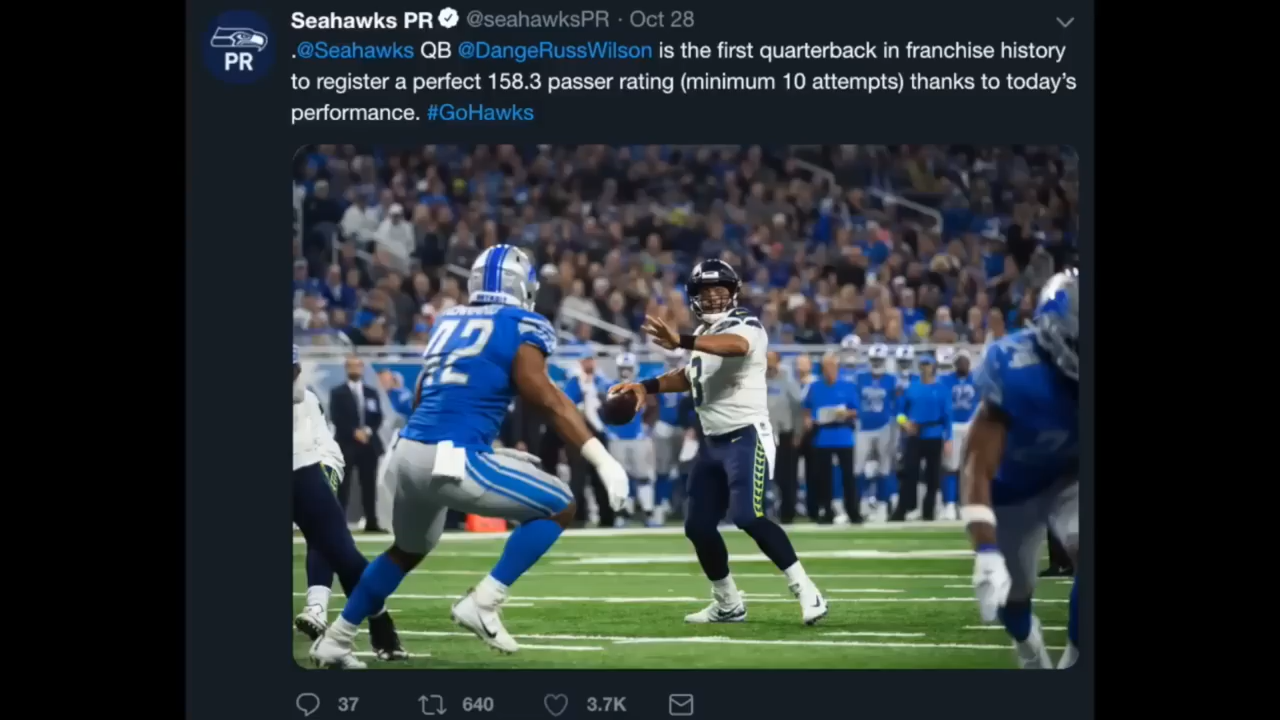 Seahawks PR @seahawksPR · Oct 28
PR
.@Seahawks QB @DangeRussWilson is the first quarterback in franchise history
to register a perfect 158.3 passer rating (minimum 10 attempts) thanks to today's
performance. #GoHawks
3
37 640 3.7K